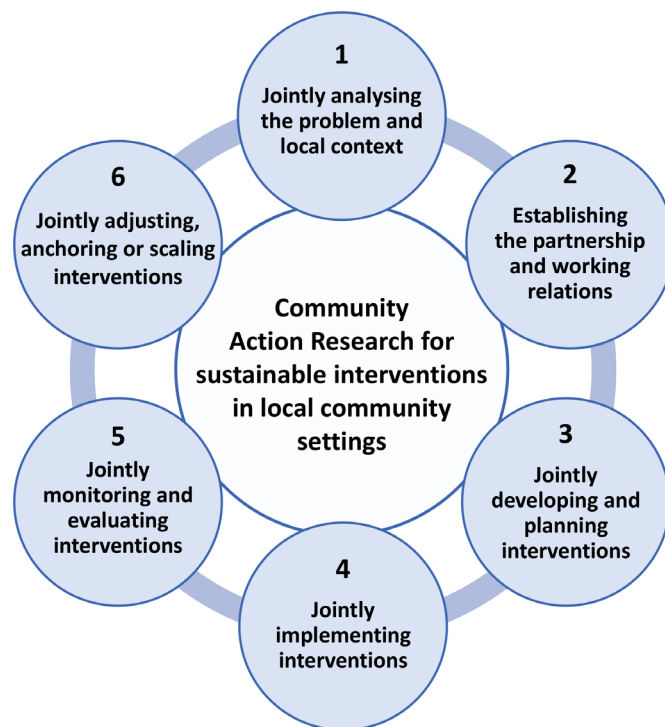 1
Jointly analysing
the problem and
local context
2
Establishing
the partnership
and working
relations
3
Jointly
developing and
planning
interventions
4
Jointly
implementing
interventions
5
Jointly
monitoring and
evaluating
interventions
6
Jointly adjusting,
anchoring or scaling
interventions
Community
Action Research for
sustainable interventions
in local community
settings